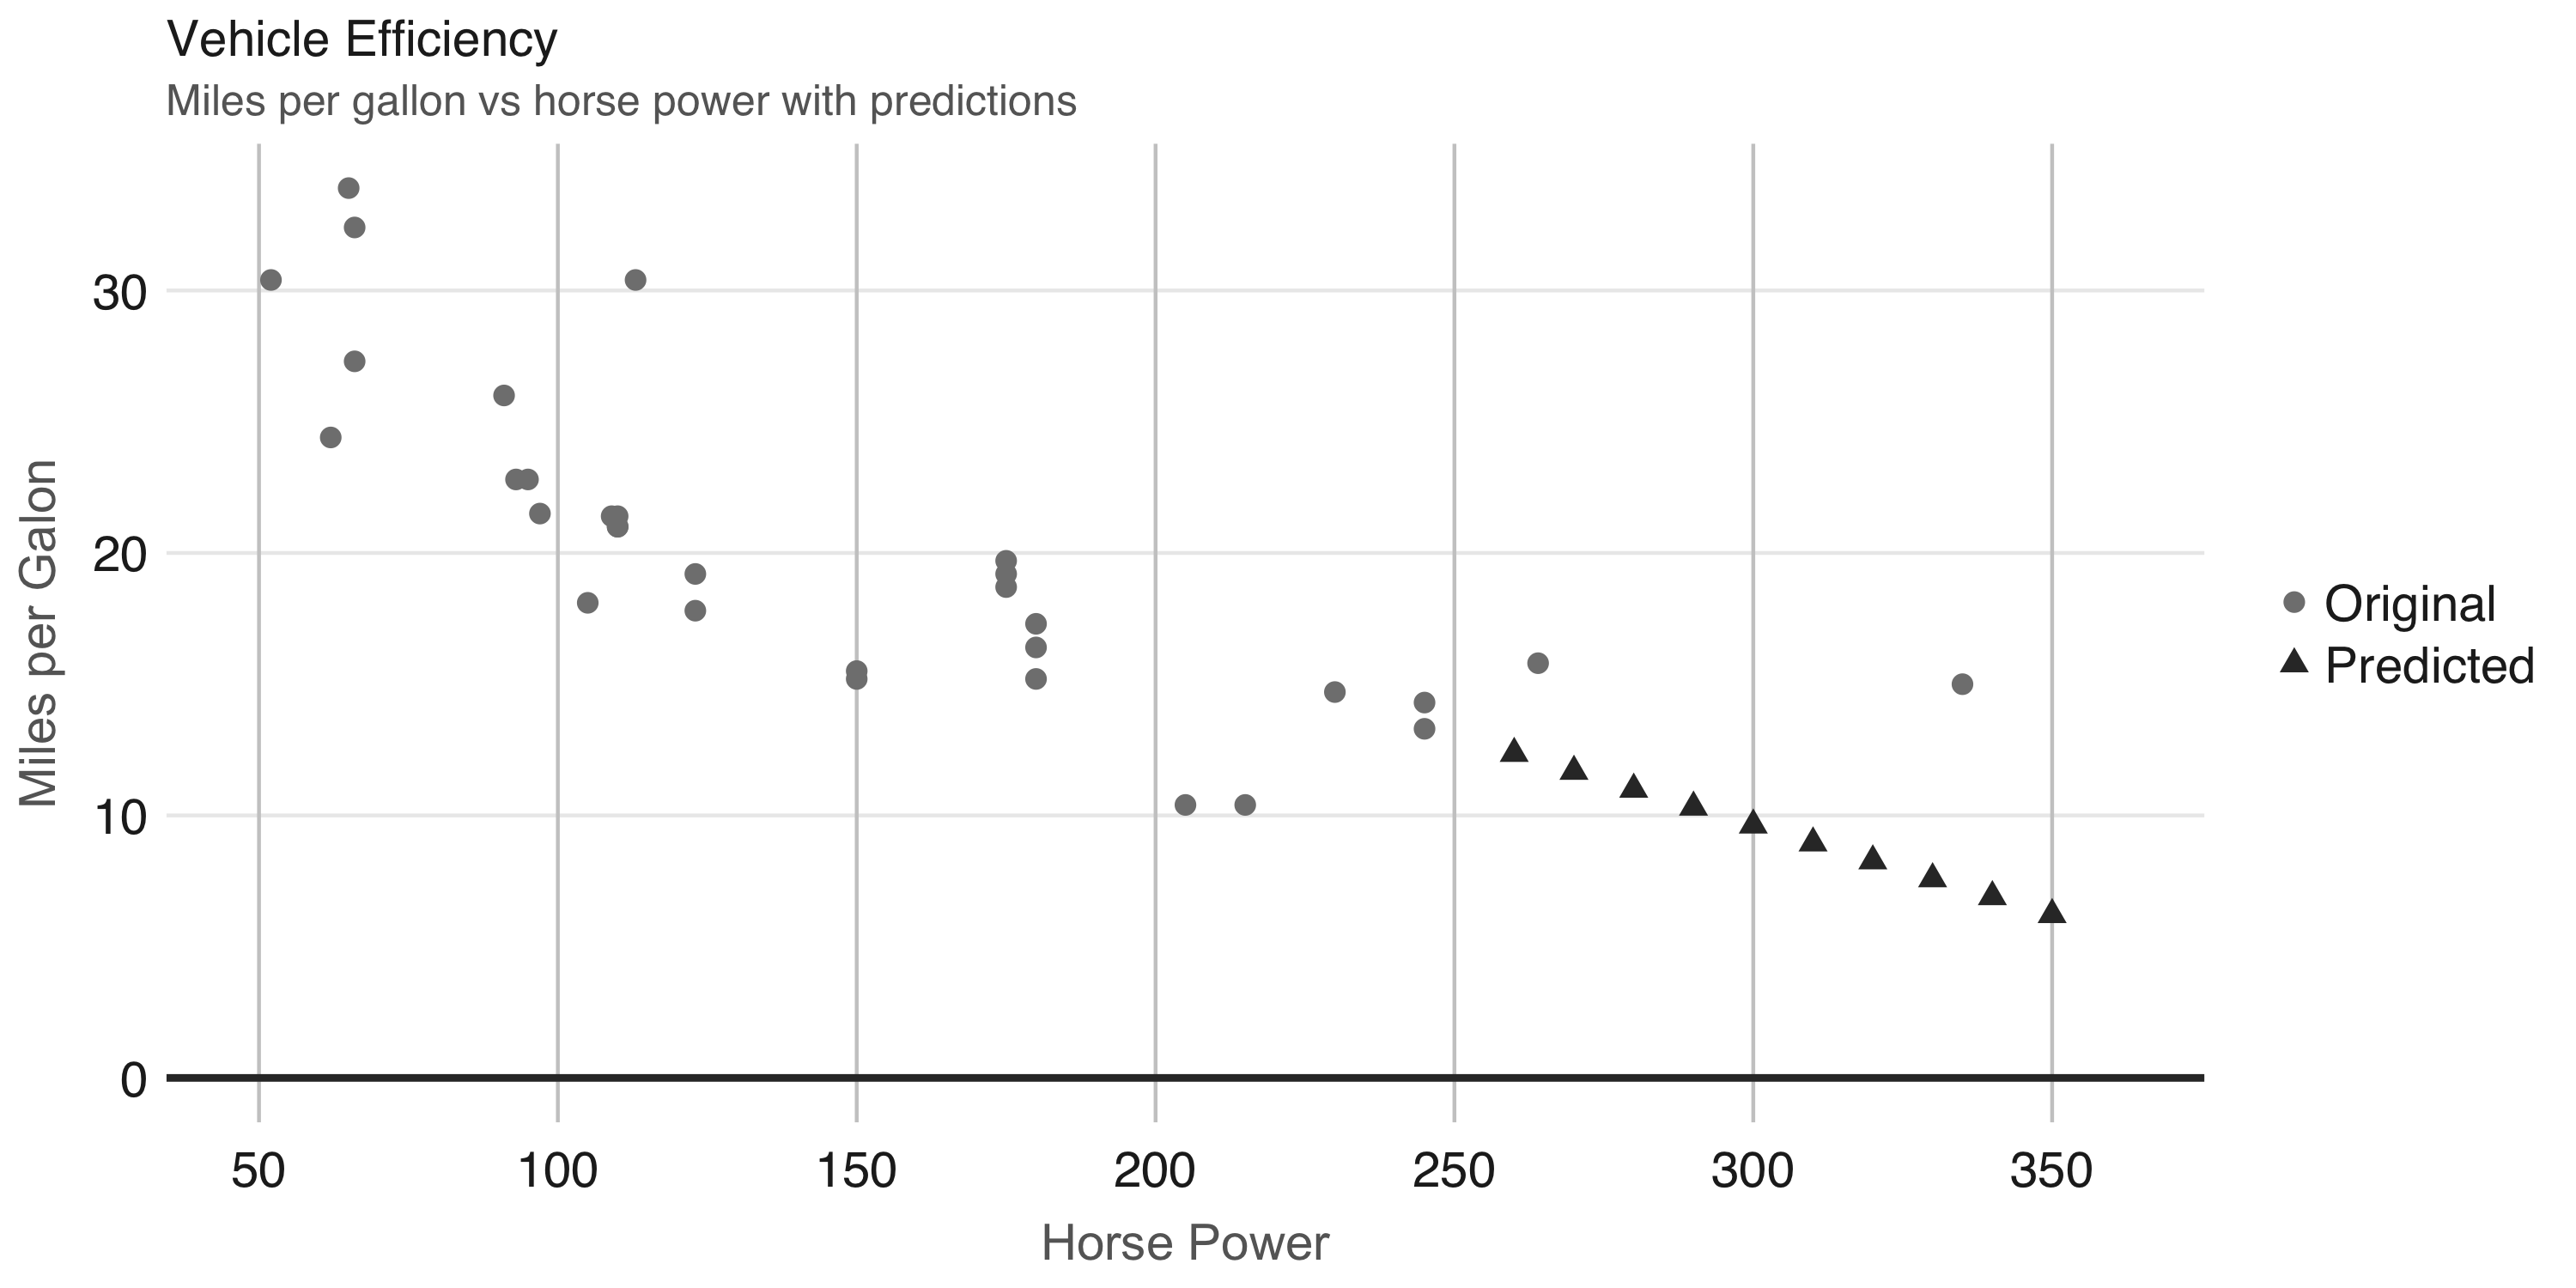 Vehicle Efficiency
Miles per gallon vs horse power with predictions
Miles per Galon
30
20
10
0
50 100 150 200 250 300 350
Horse Power
Original
Predicted